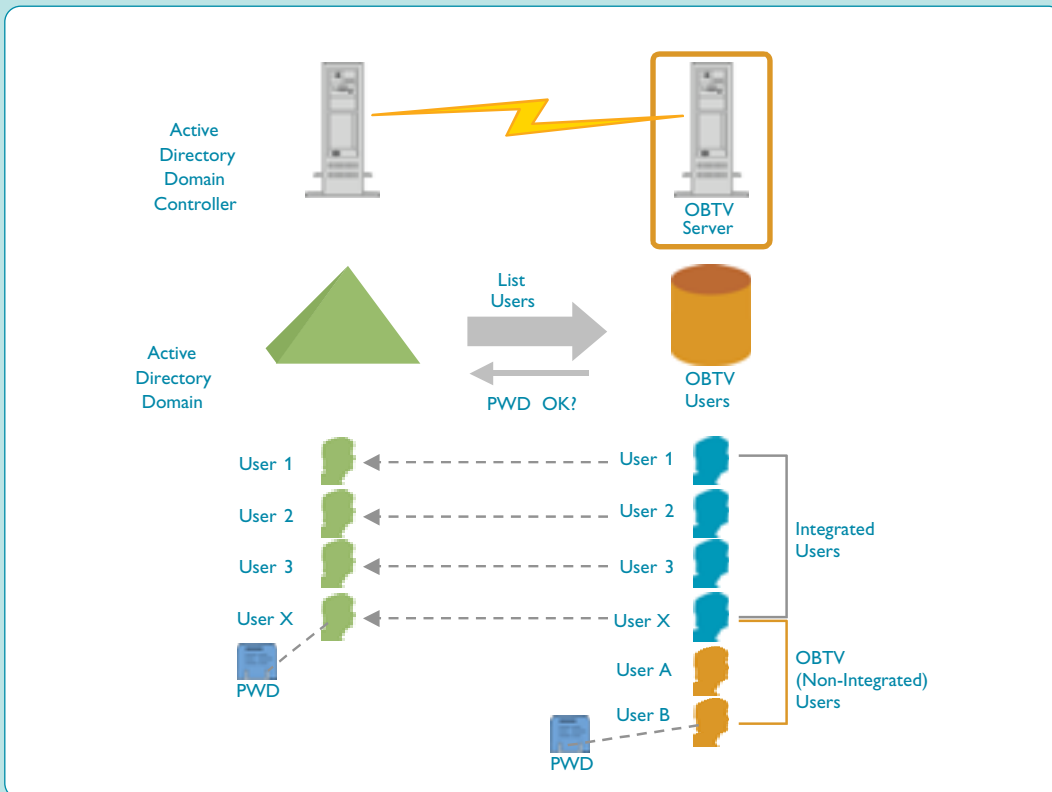 Active
Directory
Domain
Controller
OBTV
Server
List
Users
Active
Directory
Domain
PWD OK?
OBTV
Users
User 1
User 1
User 2
User 2
Integrated
Users
User 3
User 3
User X
User X
PWD
User A
OBTV
(Non-Integrated)
Users
User B
PWD